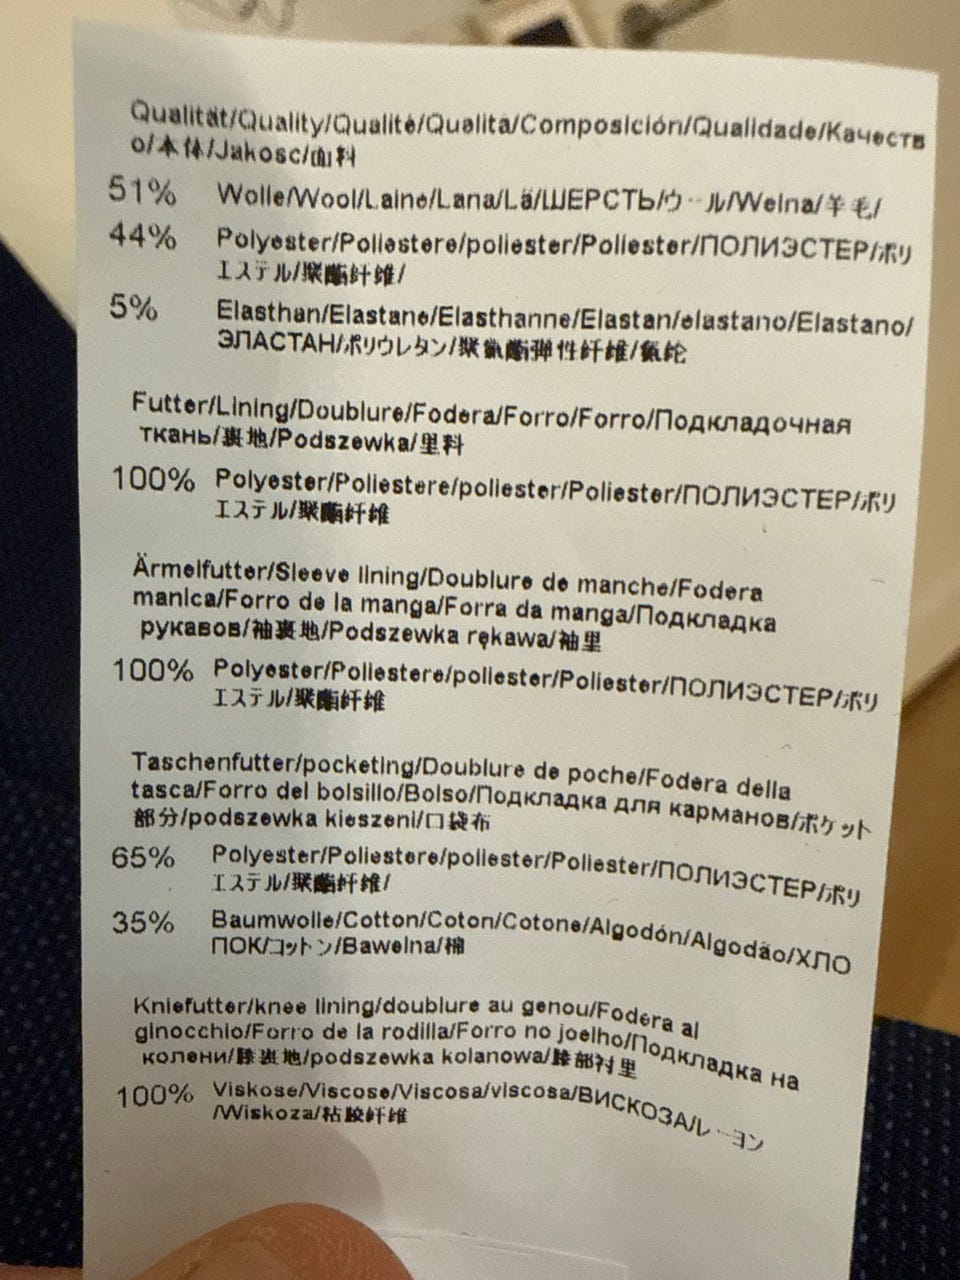 Qualität/Quality/Qualité/Qualita/Composición/Qualidade/Качеств
о/本体/Jakosc/面料
51% Wolle/Wool/Laine/Lana/Lã/ШЕРСТЬ/ウール/Welna/羊毛/
44% Polyester/Poliestere/poliester/Poliester/ПОЛИЭСТЕР/ポリ
エステル/聚酯纤维/
5% Elasthan/Elastane/Elasthanne/Elastan/elastano/Elastano/
ЭЛАСТАН/ポリウレタン/聚氨酯弹性纤维/氨纶
Futter/Lining/Doublure/Fodera/Forro/Forro/Подкладочная
ткань/裏地/Podszewka/里料
100% Polyester/Poliestere/poliester/Poliester/ПОЛИЭСТЕР/ポリ
エステル/聚酯纤维
Ärmelfutter/Sleeve lining/Doublure de manche/Fodera
manica/Forro de la manga/Forra da manga/Подкладка
рукавов/袖裏地/Podszewka rękawa/袖里
100% Polyester/Poliestere/poliester/Poliester/ПОЛИЭСТЕР/ポリ
エステル/聚酯纤维
Taschenfutter/pocketing/Doublure de poche/Fodera della
tasca/Forro del bolsillo/Bolso/Подкладка для карманов/ポケット
部分/podszewka kieszeni/口袋布
65% Polyester/Poliestere/poliester/Poliester/ПОЛИЭСТЕР/ポリ
エステル/聚酯纤维/
35% Baumwolle/Cotton/Coton/Cotone/Algodón/Algodão/ХЛО
ПОК/コットン/Bawelna/棉
Kniefutter/knee lining/doublure au genou/Fodera al
ginocchio/Forro de la rodilla/Forro no joelho/Подкладка на
колени/膝裏地/podszewka kolanowa/膝部衬里
100% Viskose/Viscose/Viscosa/viscosa/ВИСКОЗА/レーヨン
/Wiskoza/粘胶纤维